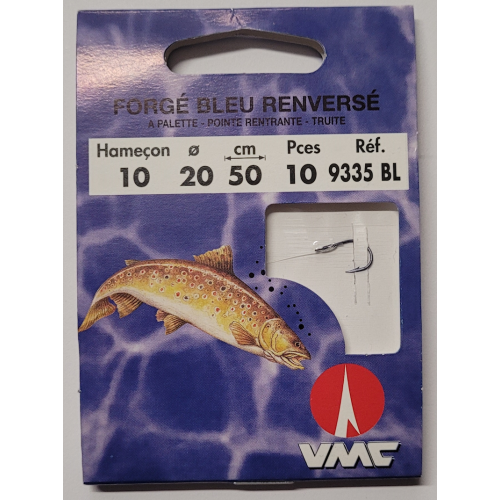 FORGÉ BLEU RENVERSÉ
A PALETTE - POINTE RENTRANTE - TRUITE
Hameçon ø cm Pces Réf.
10 20 50 10 9335 BL
VMC